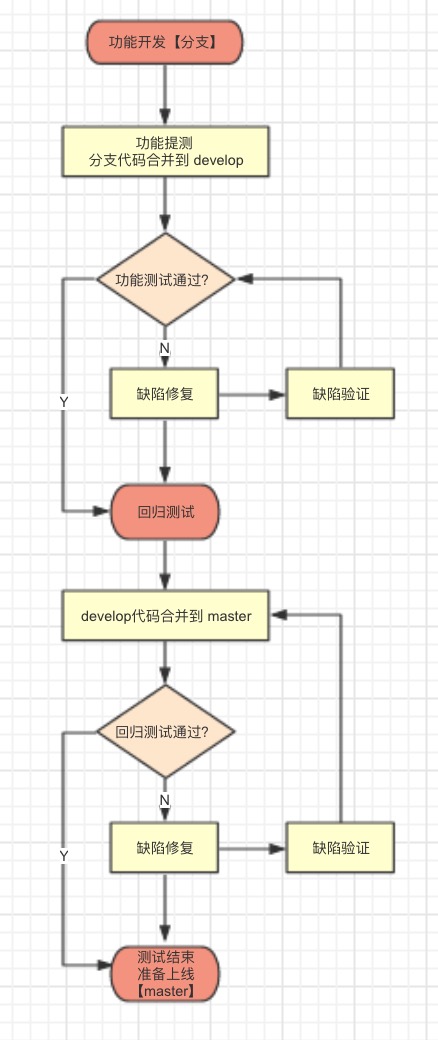 功能开发【分支】
功能提测
分支代码合并到 develop
功能测试通过?
N
缺陷修复
缺陷验证
Y
回归测试
develop代码合并到 master
回归测试通过?
N
缺陷修复
缺陷验证
Y
测试结束
准备上线
【master】